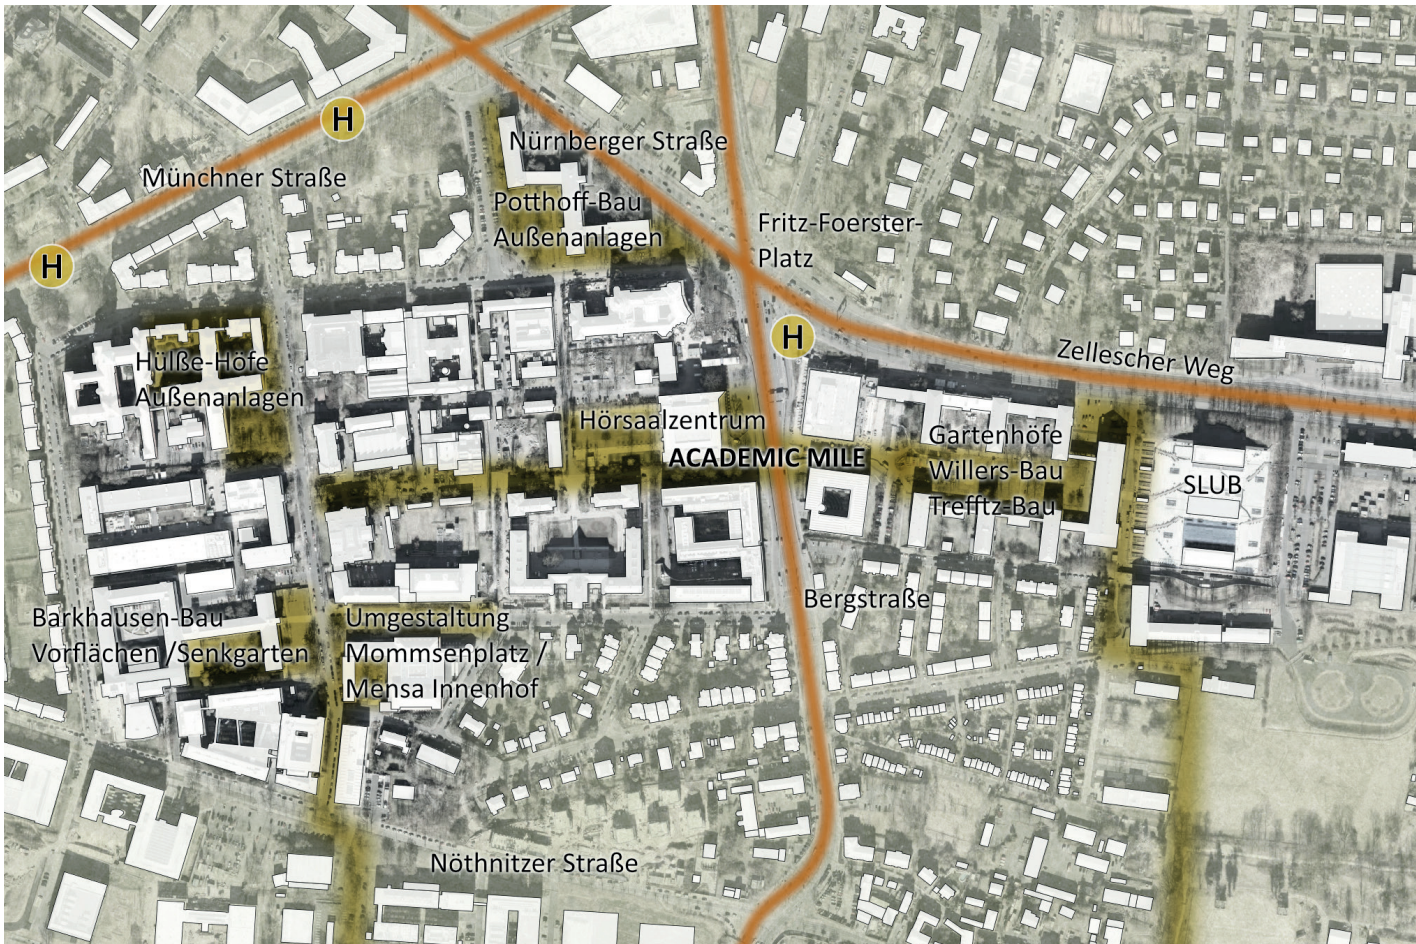 H
Nürnberger Straße
Münchner Straße
Potthoff-Bau
Außenanlagen
Fritz-Foerster-
Platz
H
H
Zellescher Weg
Hülße-Höfe
Außenanlagen
Hörsaalzentrum
ACADEMIC MILE
Gartenhöfe
Willers-Bau
Trefftz-Bau
SLUB
Bergstraße
Barkhausen-Bau
Vorflächen /Senkgarten
Umgestaltung
Mommsenplatz /
Mensa Innenhof
Nöthnitzer Straße